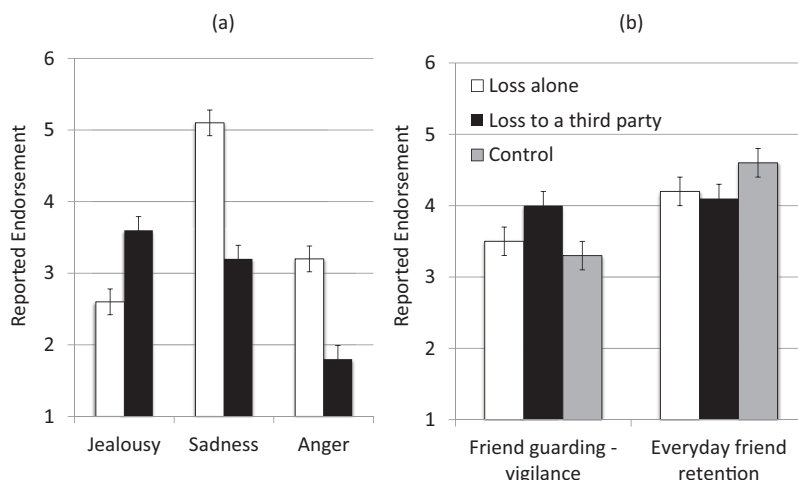 (a)
6
5
4
3
2
1
Reported Endorsement
Jealousy
Sadness
Anger
(b)
6
5
4
3
2
1
Reported Endorsement
Loss alone
Loss to a third party
Control
Friend guarding -
vigilance
Everyday friend
retention